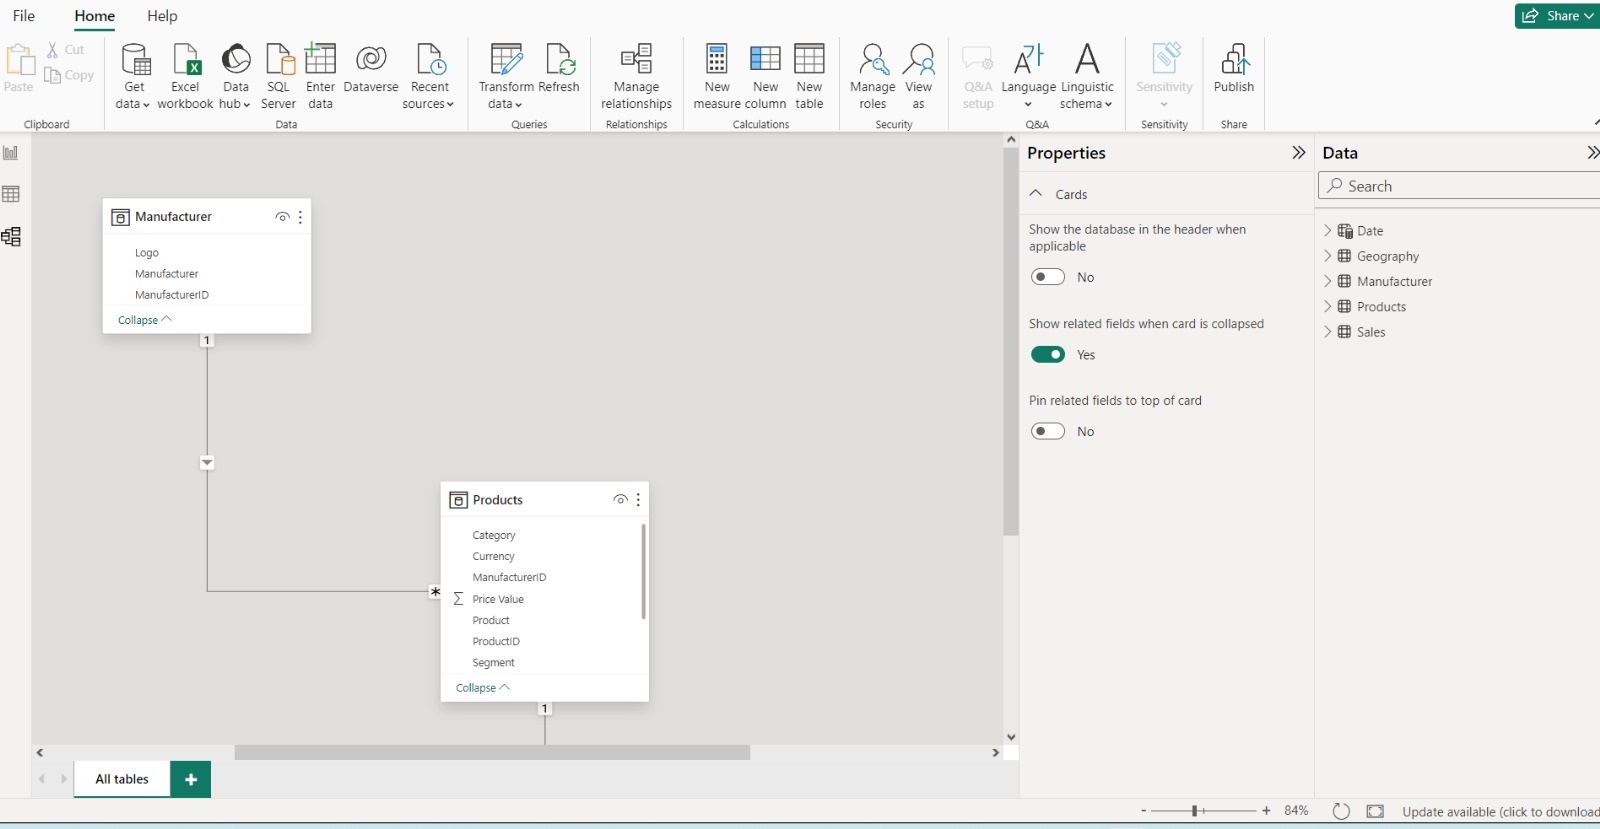 File Home Help
Share
Paste
Cut
Copy
Clipboard
Get data
Excel workbook
Data hub
SQL Server
Enter data
Dataverse
Recent sources
Data
Transform data
Refresh
Queries
Manage relationships
Relationships
New measure
New column
New table
Calculations
Manage roles
View as
Security
Q&A setup
Language
Linguistic schema
Q&A
Sensitivity
Sensitivity
Publish
Share
Manufacturer
Logo
Manufacturer
ManufacturerID
Collapse
1
*
Products
Category
Currency
ManufacturerID
Σ Price Value
Product
ProductID
Segment
Collapse
1
Properties
Cards
Show the database in the header when
applicable
No
Show related fields when card is collapsed
Yes
Pin related fields to top of card
No
Data
Search
Date
Geography
Manufacturer
Products
Sales
All tables
+
- + 84%
Update available (click to download